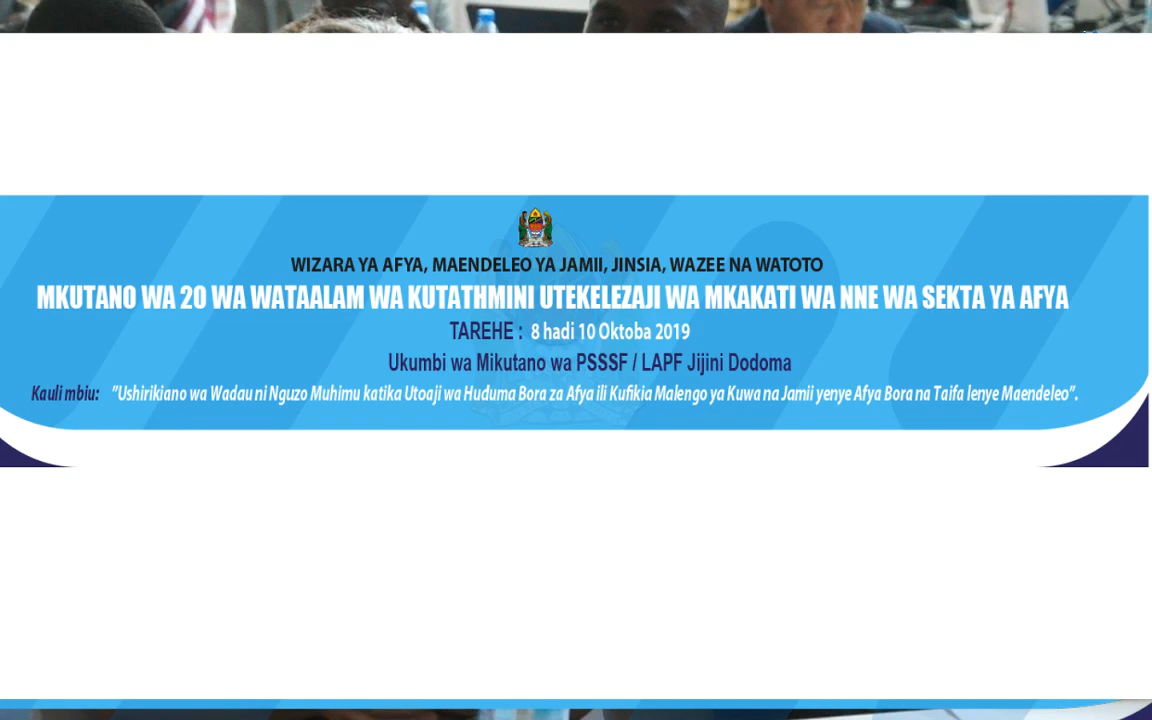 WIZARA YA AFYA, MAENDELEO YA JAMII, JINSIA, WAZEE NA WATOTO
MKUTANO WA 20 WA WATAALAM WA KUTATHMINI UTEKELEZAJI WA MKAKATI WA NNE WA SEKTA YA AFYA
TAREHE : 8 hadi 10 Oktoba 2019
Ukumbi wa Mikutano wa PSSSF / LAPF Jijini Dodoma
Kauli mbiu: "Ushirikiano wa Wadau ni Nguzo Muhimu katika Utoaji wa Huduma Bora za Afya ili Kufikia Malengo ya Kuwa na Jamii yenye Afya Bora na Taifa lenye Maendeleo".